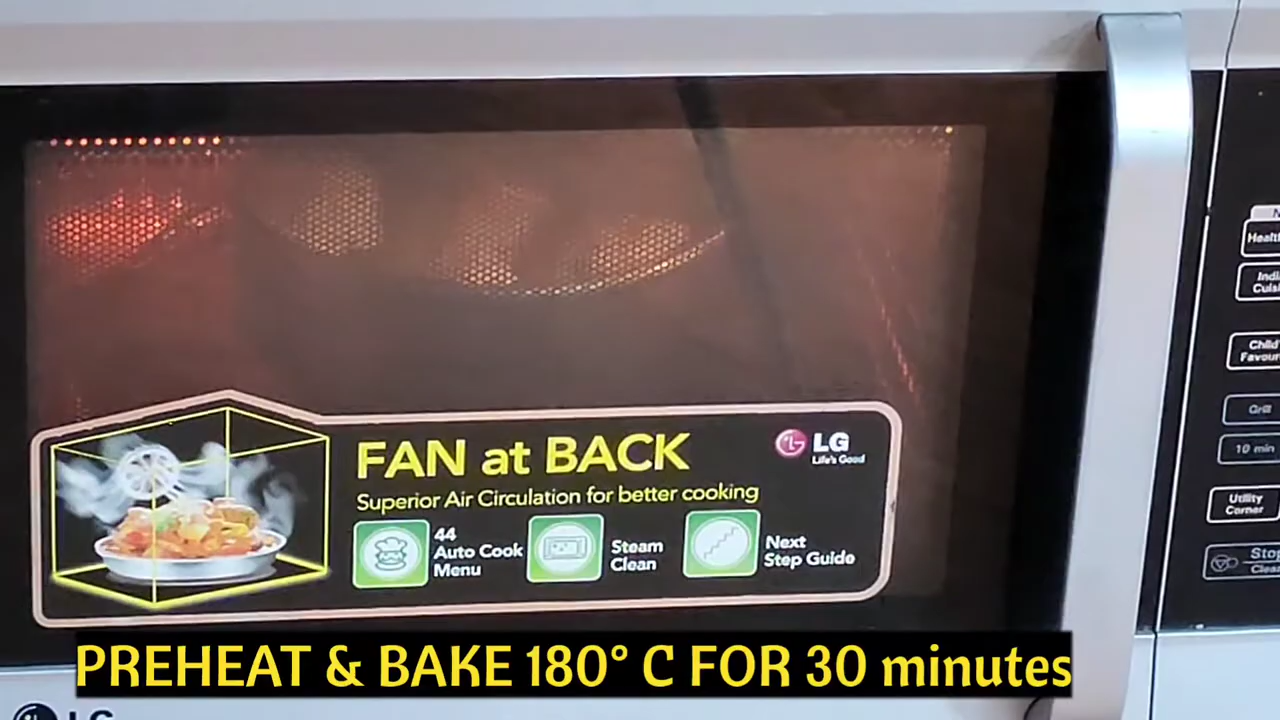 FAN at BACK
Superior Air Circulation for better cooking
LG
Life's Good
44
Auto Cook
Menu
Steam
Clean
Next
Step Guide
Grill
10 min
Utility
Corner
PREHEAT & BAKE 180° C FOR 30 minutes
LG